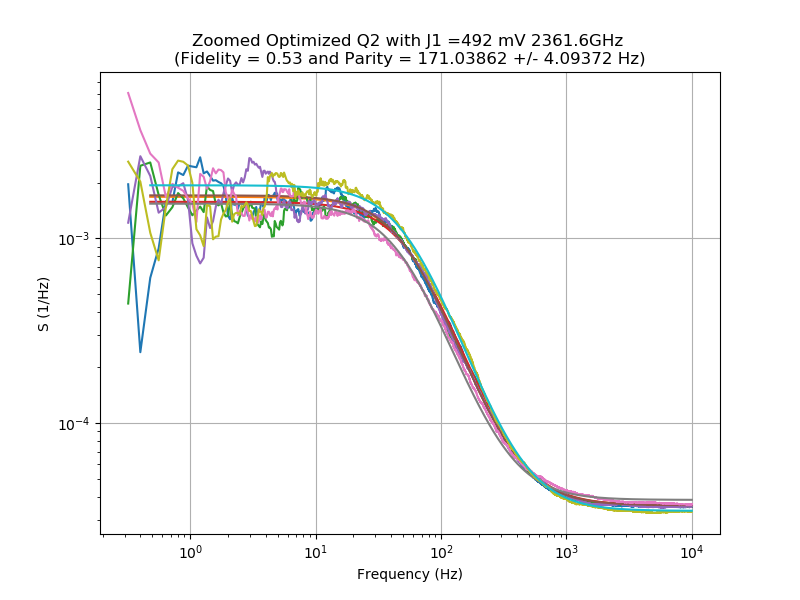 Zoomed Optimized Q2 with J1 =492 mV 2361.6GHz
(Fidelity = 0.53 and Parity = 171.03862 +/- 4.09372 Hz)
S (1/Hz)
10⁻³
10⁻⁴
10⁰ 10¹ 10² 10³ 10⁴
Frequency (Hz)